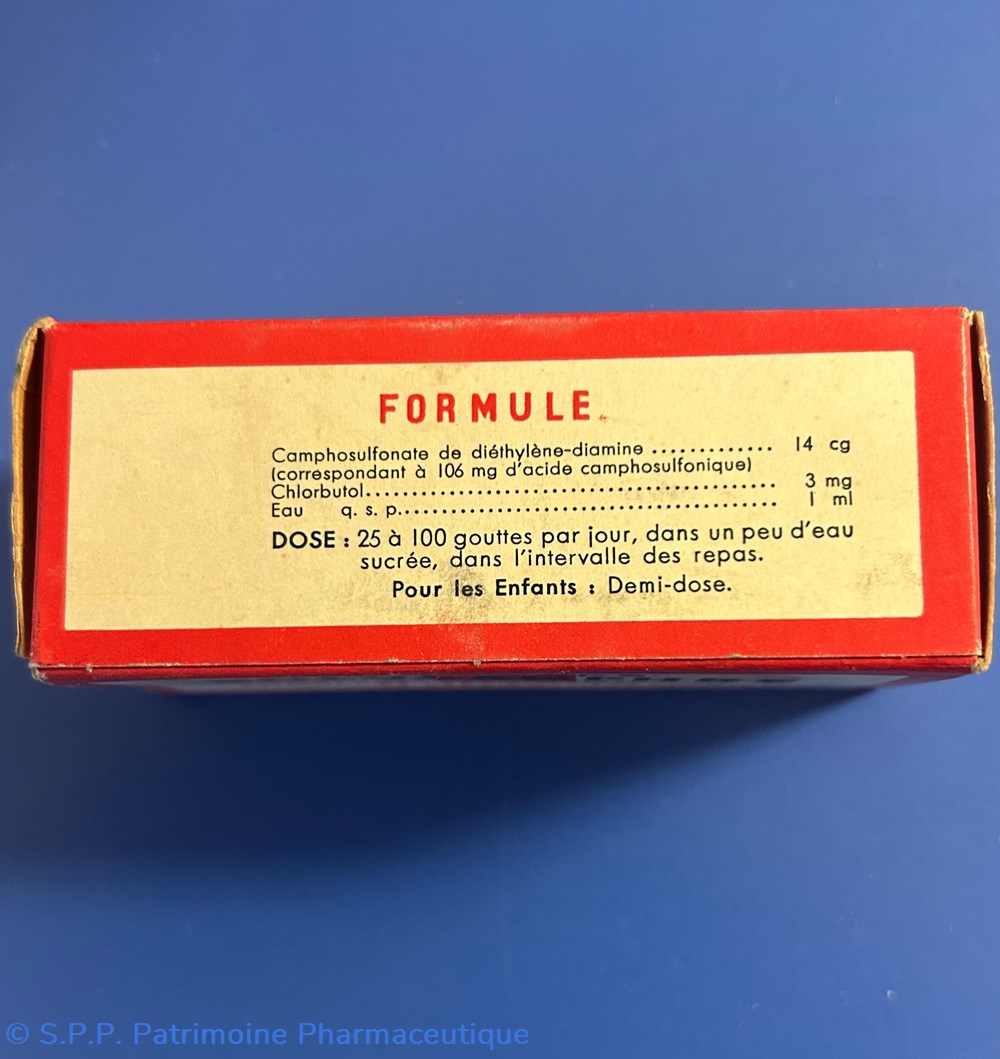 FORMULE
Camphosulfonate de diéthylène-diamine ............. 14 cg
(correspondant à 106 mg d'acide camphosulfonique)
Chlorbutol............................................. 3 mg
Eau q. s. p......................................... 1 ml
DOSE : 25 à 100 gouttes par jour, dans un peu d'eau
sucrée, dans l'intervalle des repas.
Pour les Enfants : Demi-dose.
© S.P.P. Patrimoine Pharmaceutique